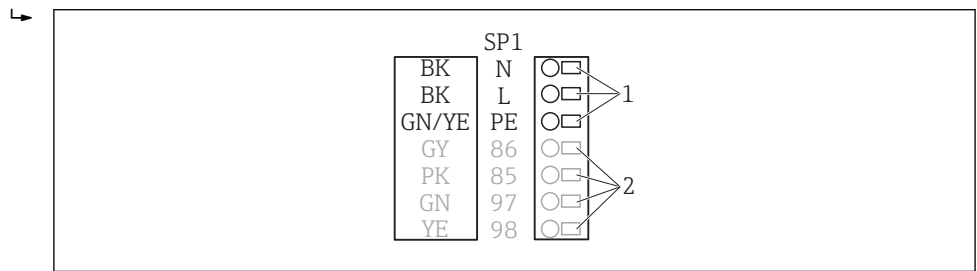 SP1
BK N
BK L
GN/YE PE
GY 86
PK 85
GN 97
YE 98
1
2